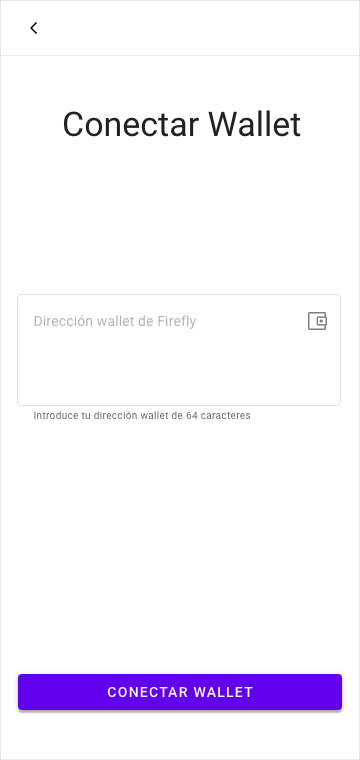 Conectar Wallet
Dirección wallet de Firefly
Introduce tu dirección wallet de 64 caracteres
CONECTAR WALLET